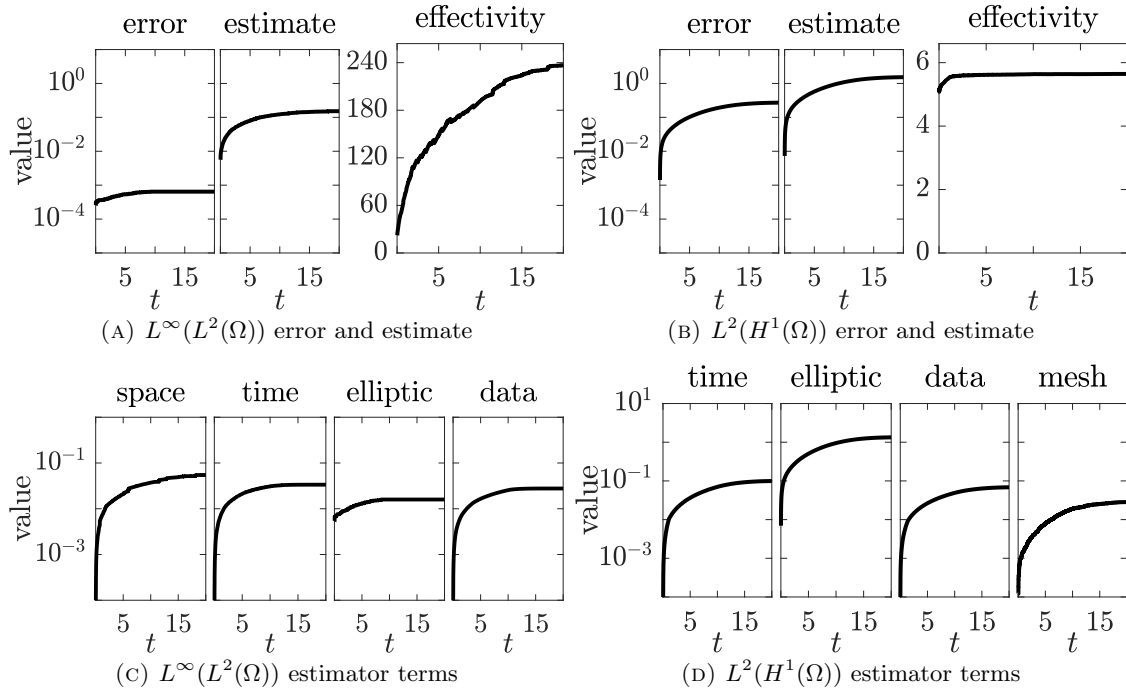 error estimate effectivity
value
10^0
10^{-2}
10^{-4}
240
180
120
60
0
5 15 5 15 5 15
t t t
(A) L^∞(L^2(Ω)) error and estimate
error estimate effectivity
value
10^0
10^{-2}
10^{-4}
6
4
2
0
5 15 5 15 5 15
t t t
(B) L^2(H^1(Ω)) error and estimate
space time elliptic data
value
10^{-1}
10^{-3}
5 15 5 15 5 15 5 15
t t t t
(C) L^∞(L^2(Ω)) estimator terms
time elliptic data mesh
value
10^1
10^{-1}
10^{-3}
5 15 5 15 5 15 5 15
t t t t
(D) L^2(H^1(Ω)) estimator terms